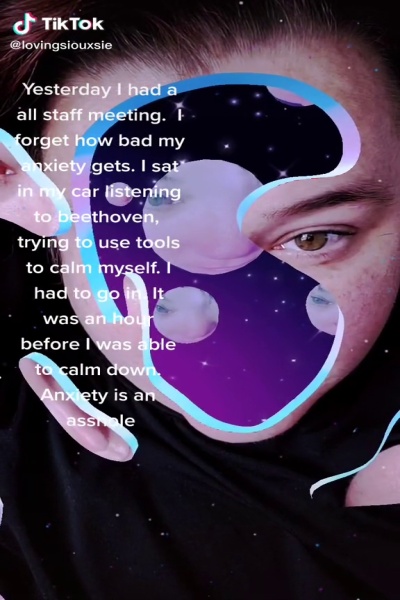 TikTok
@lovingsiouxsie
Yesterday I had a
all staff meeting. I
forget how bad my
anxiety gets. I sat
in my car listening
to beethoven,
trying to use tools
to calm myself. I
had to go in. It
was an hour
before I was able
to calm down.
Anxiety is an
asshole